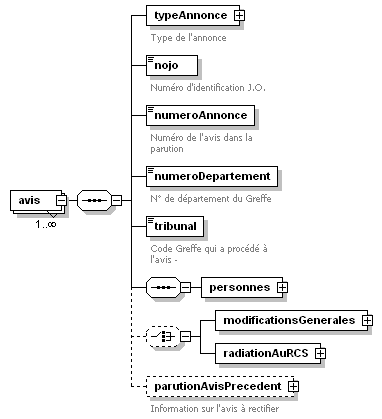 typeAnnonce
Type de l'annonce
nojo
Numéro d'identification J.O.
numeroAnnonce
Numéro de l'avis dans la
parution
numeroDepartement
N° de département du Greffe
avis
1..∞
tribunal
Code Greffe qui a procédé à
l'avis -
personnes
modificationsGenerales
radiationAuRCS
parutionAvisPrecedent
Information sur l'avis à rectifier